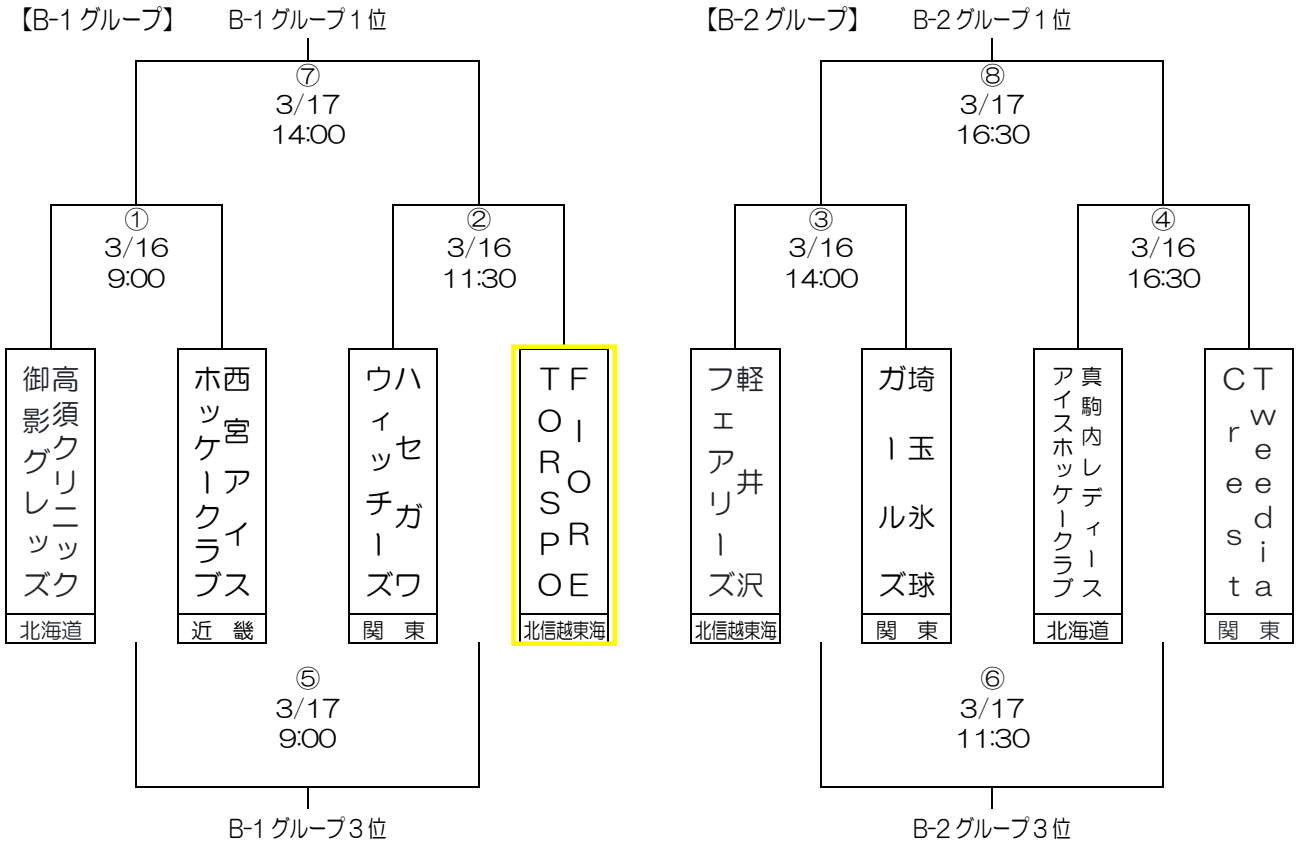 【B-1グループ】
B-1グループ1位
⑦
3/17
14:00
①
3/16
9:00
②
3/16
11:30
高須クリニック
御影グレッズ
北海道
西宮アイス
ホッケークラブ
近畿
ハセガワ
ウィッチーズ
関東
FIORE
TORSPO
北信越東海
⑤
3/17
9:00
B-1グループ3位
【B-2グループ】
B-2グループ1位
⑧
3/17
16:30
③
3/16
14:00
④
3/16
16:30
軽井沢
フェアリーズ
北信越東海
埼玉氷球
ガールズ
関東
真駒内レディース
アイスホッケークラブ
北海道
Tweedia
Crest
関東
⑥
3/17
11:30
B-2グループ3位